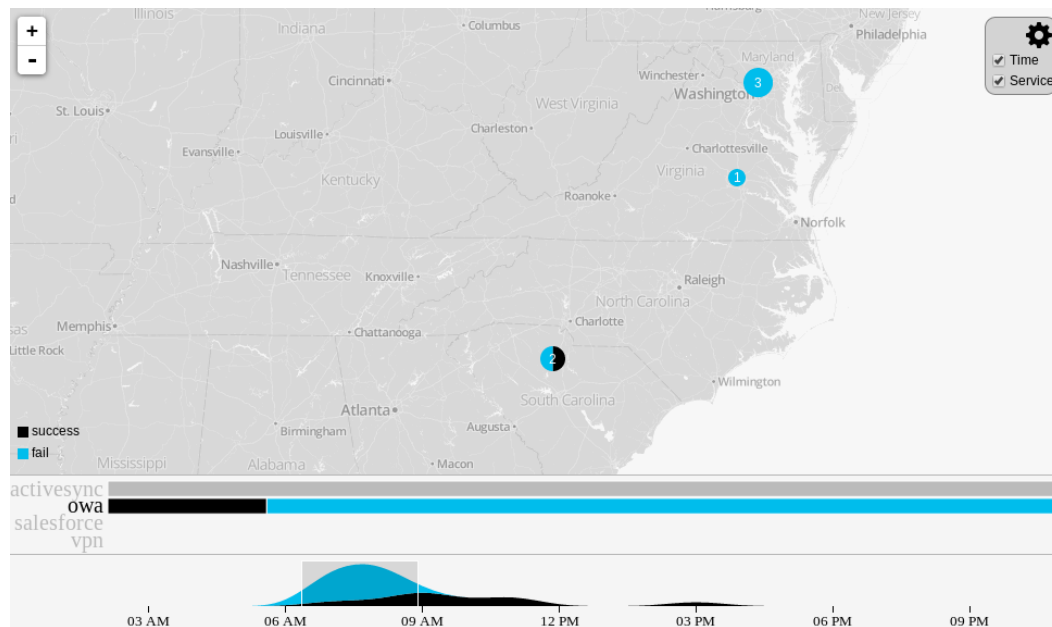 Illinois
Indiana
Columbus
Harrisburg
New Jersey
Philadelphia
+
-
Time
Service
Maryland
Winchester
Washington
3
De
Cincinnati
West Virginia
St. Louis
Louisville
Charleston
Evansville
Charlottesville
Virginia
1
Kentucky
Roanoke
Norfolk
Nashville
Tennessee
Knoxville
Raleigh
North Carolina
Memphis
Chattanooga
Charlotte
Little Rock
2
Wilmington
South Carolina
Atlanta
Augusta
Birmingham
success
fail
Mississippi
Alabama
Macon
activesync
owa
salesforce
vpn
03 AM
06 AM
09 AM
12 PM
03 PM
06 PM
09 PM